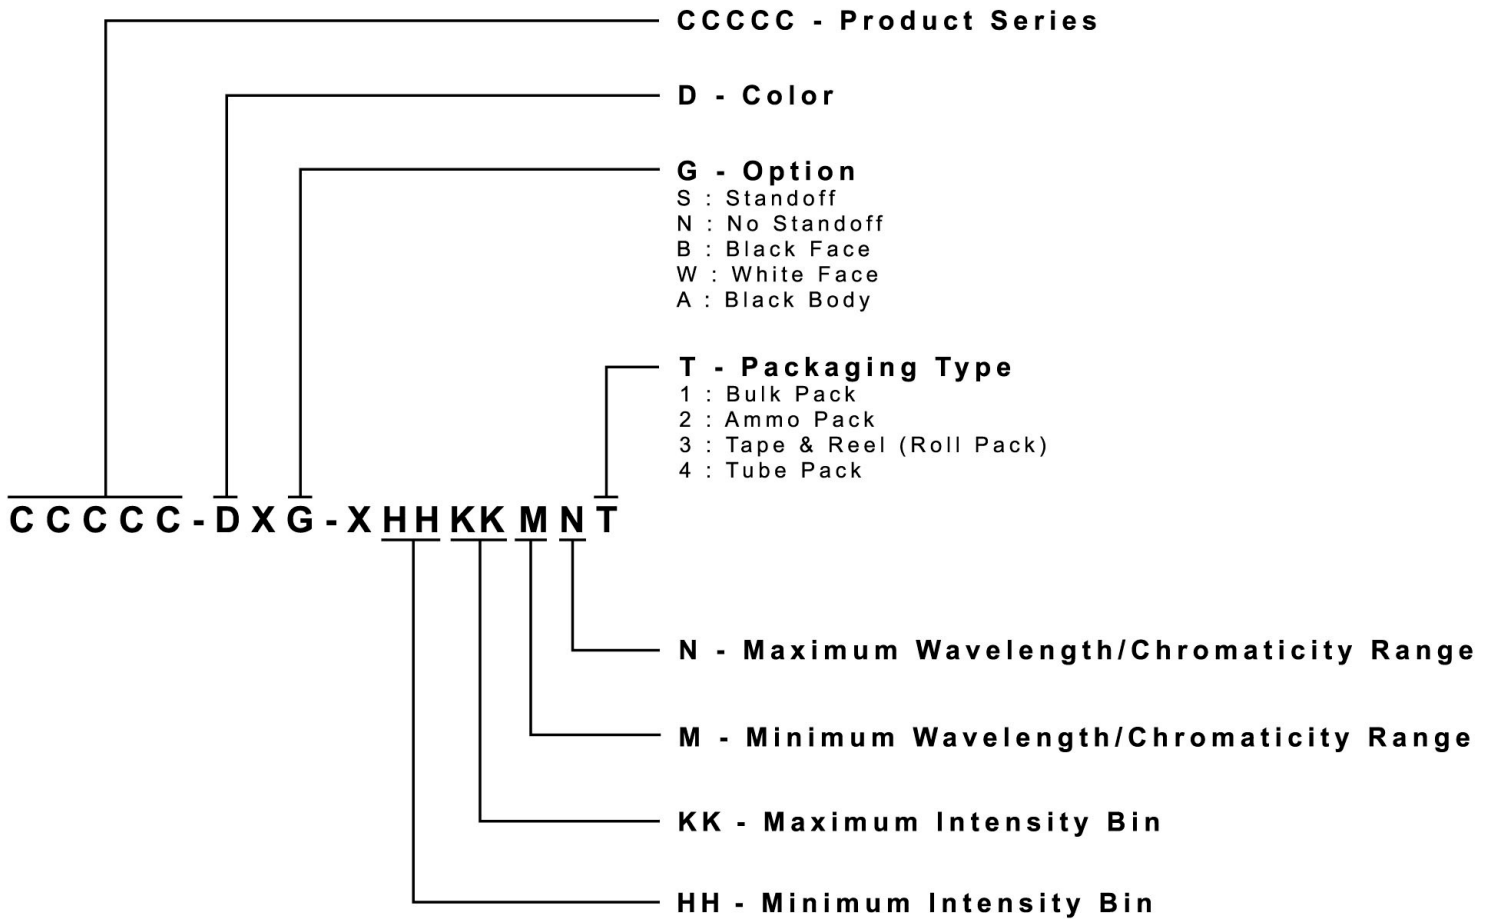 CCCCC - Product Series
D - Color
G - Option
S : Standoff
N : No Standoff
B : Black Face
W : White Face
A : Black Body
T - Packaging Type
1 : Bulk Pack
2 : Ammo Pack
3 : Tape & Reel (Roll Pack)
4 : Tube Pack
CCCCC-DXG-XHHKKMNT
N - Maximum Wavelength/Chromaticity Range
M - Minimum Wavelength/Chromaticity Range
KK - Maximum Intensity Bin
HH - Minimum Intensity Bin